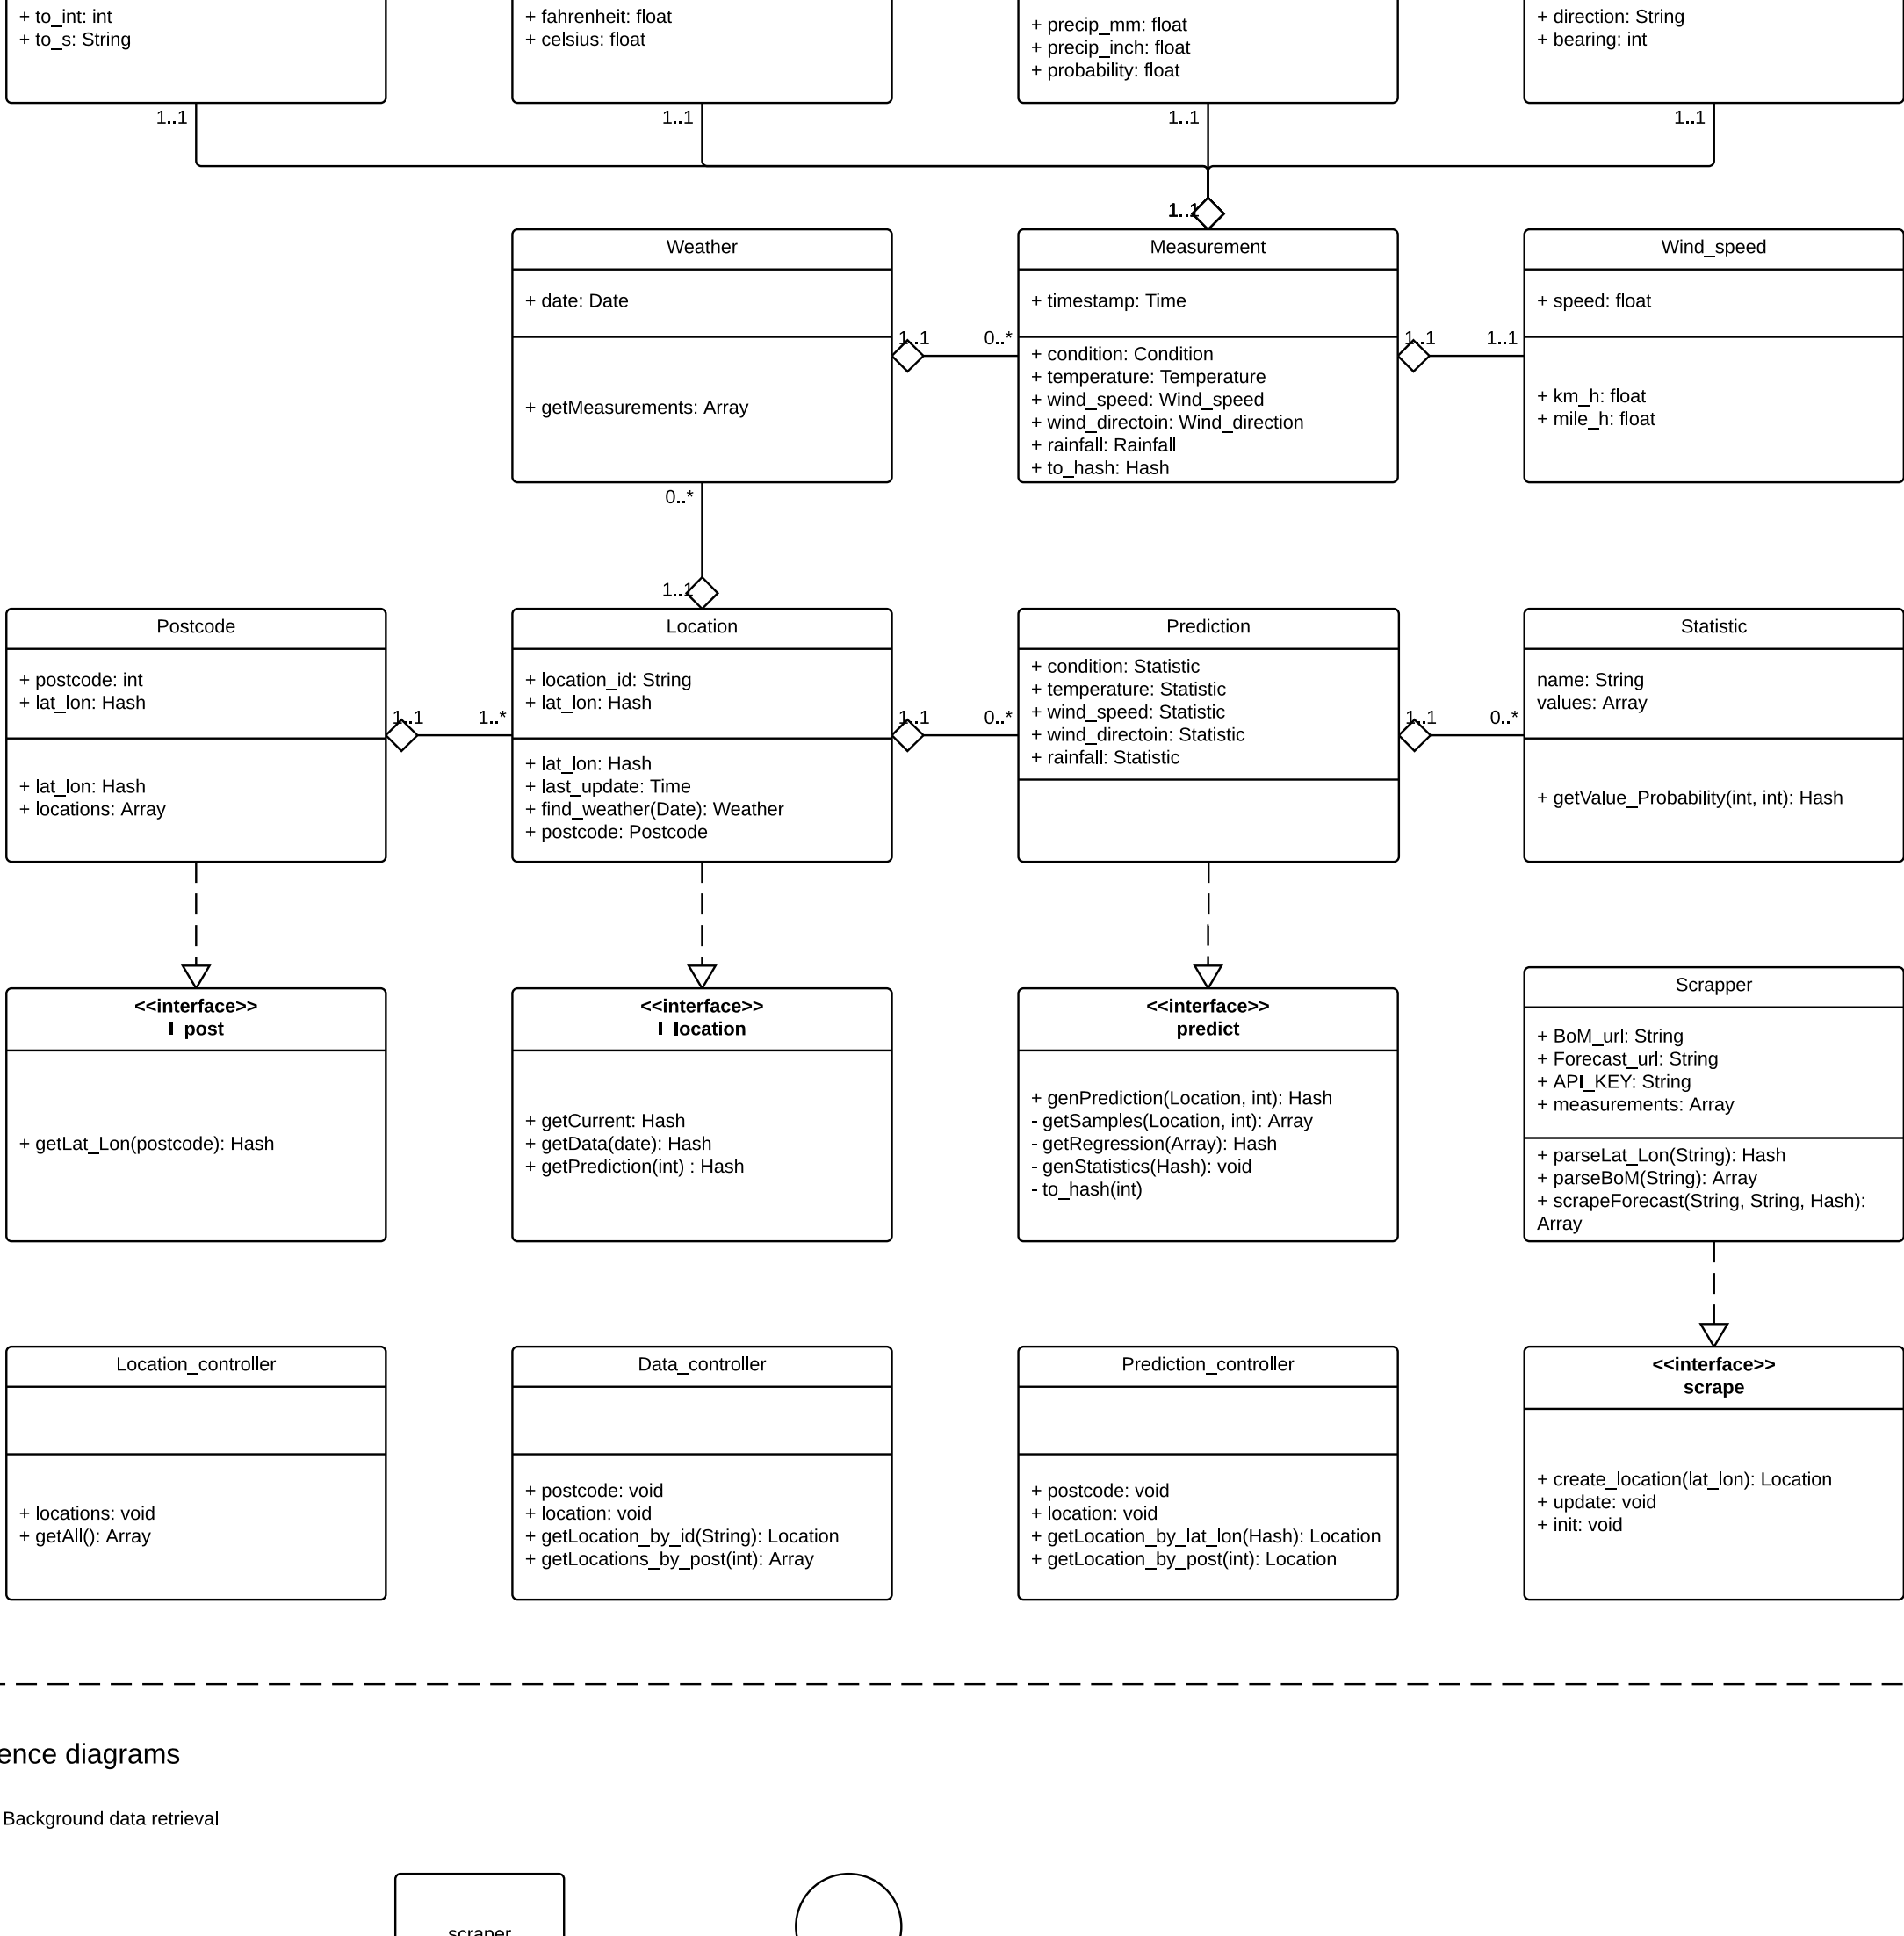 + to_int: int
+ to_s: String
+ fahrenheit: float
+ celsius: float
+ precip_mm: float
+ precip_inch: float
+ probability: float
+ direction: String
+ bearing: int
1..1
1..1
1..1
1..1
1..1
Weather
+ date: Date
+ getMeasurements: Array
1..1
0..*
Measurement
+ timestamp: Time
+ condition: Condition
+ temperature: Temperature
+ wind_speed: Wind_speed
+ wind_directoin: Wind_direction
+ rainfall: Rainfall
+ to_hash: Hash
1..1
1..1
Wind_speed
+ speed: float
+ km_h: float
+ mile_h: float
0..*
1..1
Postcode
+ postcode: int
+ lat_lon: Hash
+ lat_lon: Hash
+ locations: Array
1..1
1..*
Location
+ location_id: String
+ lat_lon: Hash
+ lat_lon: Hash
+ last_update: Time
+ find_weather(Date): Weather
+ postcode: Postcode
1..1
0..*
Prediction
+ condition: Statistic
+ temperature: Statistic
+ wind_speed: Statistic
+ wind_directoin: Statistic
+ rainfall: Statistic
1..1
0..*
Statistic
name: String
values: Array
+ getValue_Probability(int, int): Hash
<<interface>>
I_post
+ getLat_Lon(postcode): Hash
<<interface>>
I_location
+ getCurrent: Hash
+ getData(date): Hash
+ getPrediction(int) : Hash
<<interface>>
predict
+ genPrediction(Location, int): Hash
- getSamples(Location, int): Array
- getRegression(Array): Hash
- genStatistics(Hash): void
- to_hash(int)
Scrapper
+ BoM_url: String
+ Forecast_url: String
+ API_KEY: String
+ measurements: Array
+ parseLat_Lon(String): Hash
+ parseBoM(String): Array
+ scrapeForecast(String, String, Hash):
Array
Location_controller
+ locations: void
+ getAll(): Array
Data_controller
+ postcode: void
+ location: void
+ getLocation_by_id(String): Location
+ getLocations_by_post(int): Array
Prediction_controller
+ postcode: void
+ location: void
+ getLocation_by_lat_lon(Hash): Location
+ getLocation_by_post(int): Location
<<interface>>
scrape
+ create_location(lat_lon): Location
+ update: void
+ init: void
ence diagrams
Background data retrieval
scraper